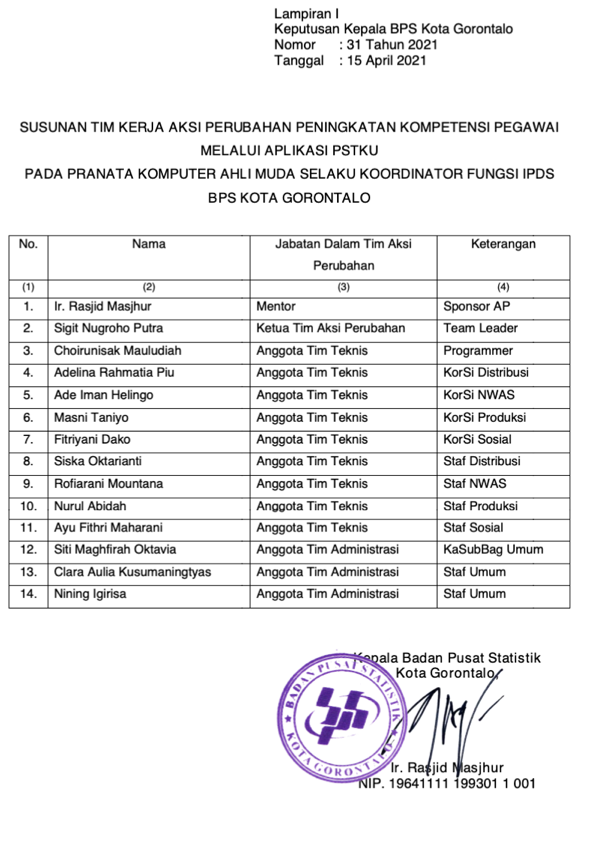 Lampiran I
Keputusan Kepala BPS Kota Gorontalo
Nomor : 31 Tahun 2021
Tanggal : 15 April 2021
SUSUNAN TIM KERJA AKSI PERUBAHAN PENINGKATAN KOMPETENSI PEGAWAI
MELALUI APLIKASI PSTKU
PADA PRANATA KOMPUTER AHLI MUDA SELAKU KOORDINATOR FUNGSI IPDS
BPS KOTA GORONTALO
No. Nama Jabatan Dalam Tim Aksi Keterangan
Perubahan
(1) (2) (3) (4)
1. Ir. Rasjid Masjhur Mentor Sponsor AP
2. Sigit Nugroho Putra Ketua Tim Aksi Perubahan Team Leader
3. Choirunisak Mauludiah Anggota Tim Teknis Programmer
4. Adelina Rahmatia Piu Anggota Tim Teknis KorSi Distribusi
5. Ade Iman Helingo Anggota Tim Teknis KorSi NWAS
6. Masni Taniyo Anggota Tim Teknis KorSi Produksi
7. Fitriyani Dako Anggota Tim Teknis KorSi Sosial
8. Siska Oktarianti Anggota Tim Teknis Staf Distribusi
9. Rofiarani Mountana Anggota Tim Teknis Staf NWAS
10. Nurul Abidah Anggota Tim Teknis Staf Produksi
11. Ayu Fithri Maharani Anggota Tim Teknis Staf Sosial
12. Siti Maghfirah Oktavia Anggota Tim Administrasi KaSubBag Umum
13. Clara Aulia Kusumaningtyas Anggota Tim Administrasi Staf Umum
14. Nining Igirisa Anggota Tim Administrasi Staf Umum
Kepala Badan Pusat Statistik
Kota Gorontalo,
BADAN PUSAT STATISTIK
KOTA GORONTALO
Ir. Rasjid Masjhur
NIP. 19641111 199301 1 001